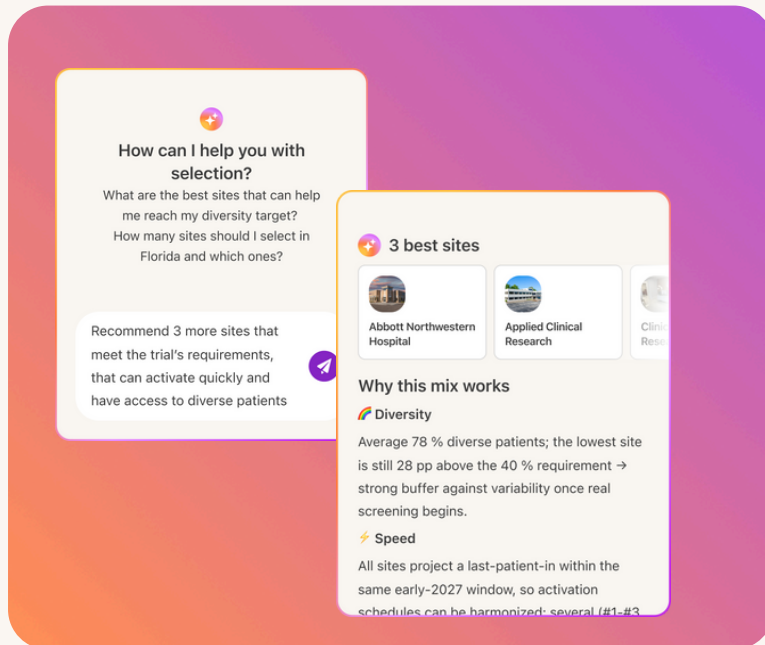 How can I help you with
selection?
What are the best sites that can help
me reach my diversity target?
How many sites should I select in
Florida and which ones?
Recommend 3 more sites that
meet the trial's requirements,
that can activate quickly and
have access to diverse patients
3 best sites
Abbott Northwestern
Hospital
Applied Clinical
Research
Why this mix works
🌈 Diversity
Average 78 % diverse patients; the lowest site
is still 28 pp above the 40 % requirement →
strong buffer against variability once real
screening begins.
⚡ Speed
All sites project a last-patient-in within the
same early-2027 window, so activation
schedules can be harmonized; several (#1-#3